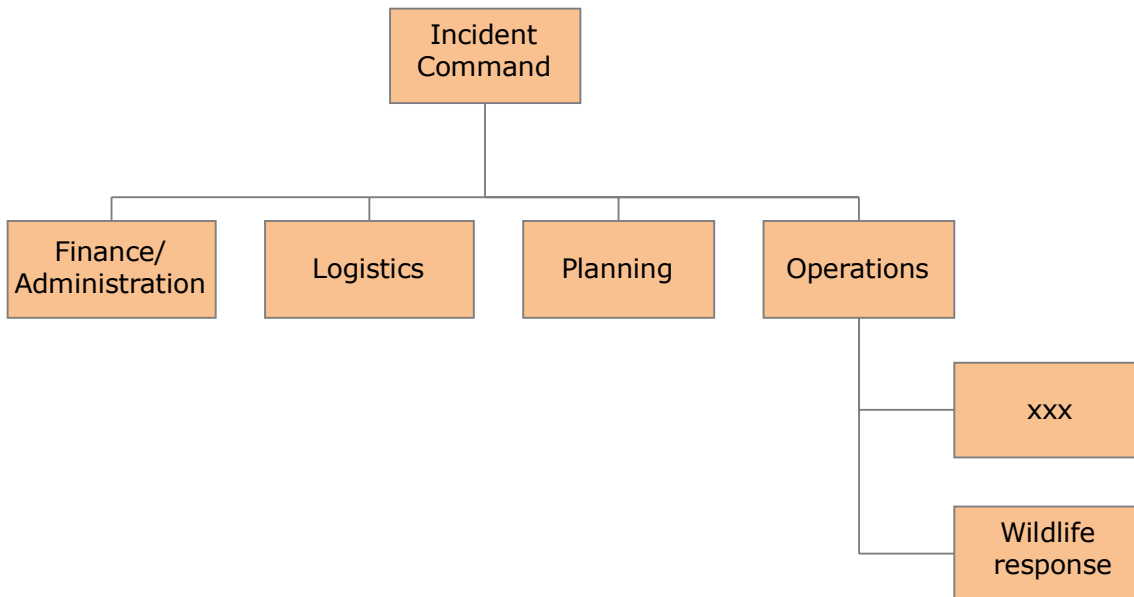 Incident
Command
Finance/
Administration
Logistics
Planning
Operations
xxx
Wildlife
response